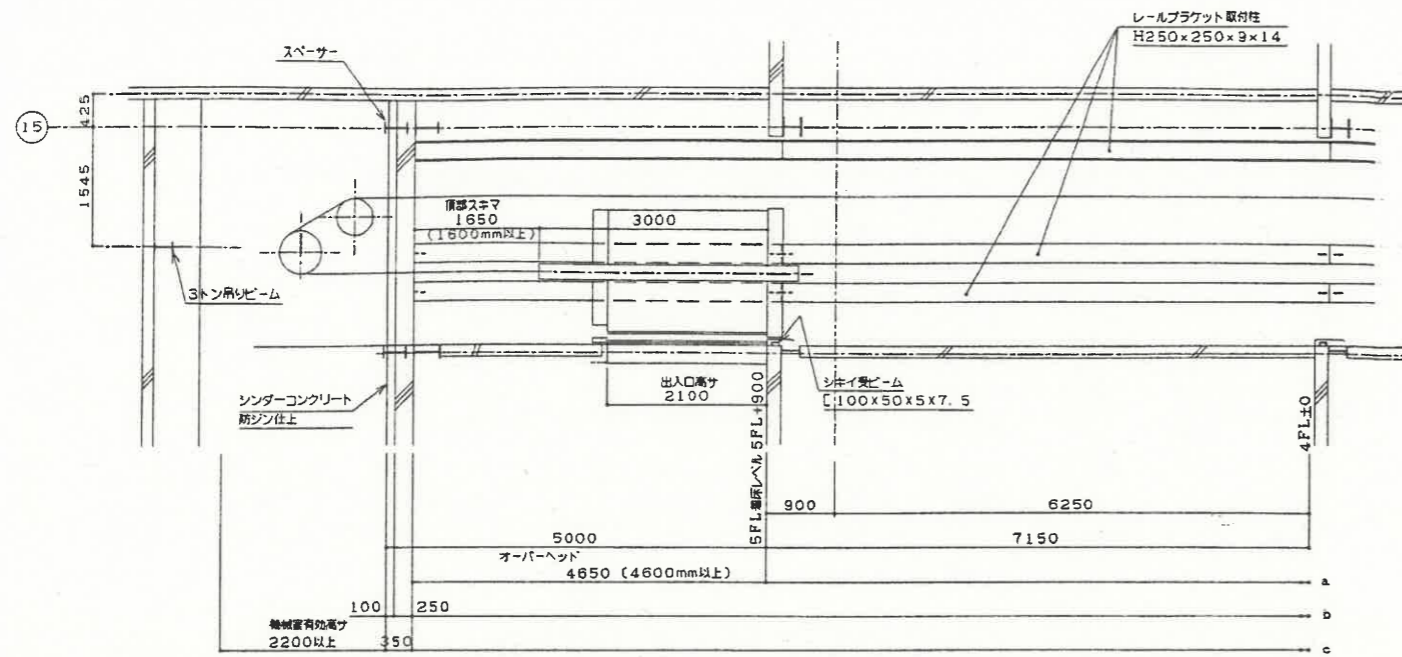 レールブラケット取付柱
H250×250×9×14
スペーサー
425
15
1545
頂部スキマ
1650
(1600mm以上)
3000
3トン吊りビーム
出入口高サ
2100
シキイ受ビーム
[100×50×5×7.5
シンダーコンクリート
防ジン仕上
5FL機床レベル 5FL+900
4FL±0
900
6250
5000
7150
オーバーヘッド
4650 (4600mm以上)
a
100
250
b
機械室有効高サ
2200以上
350
c